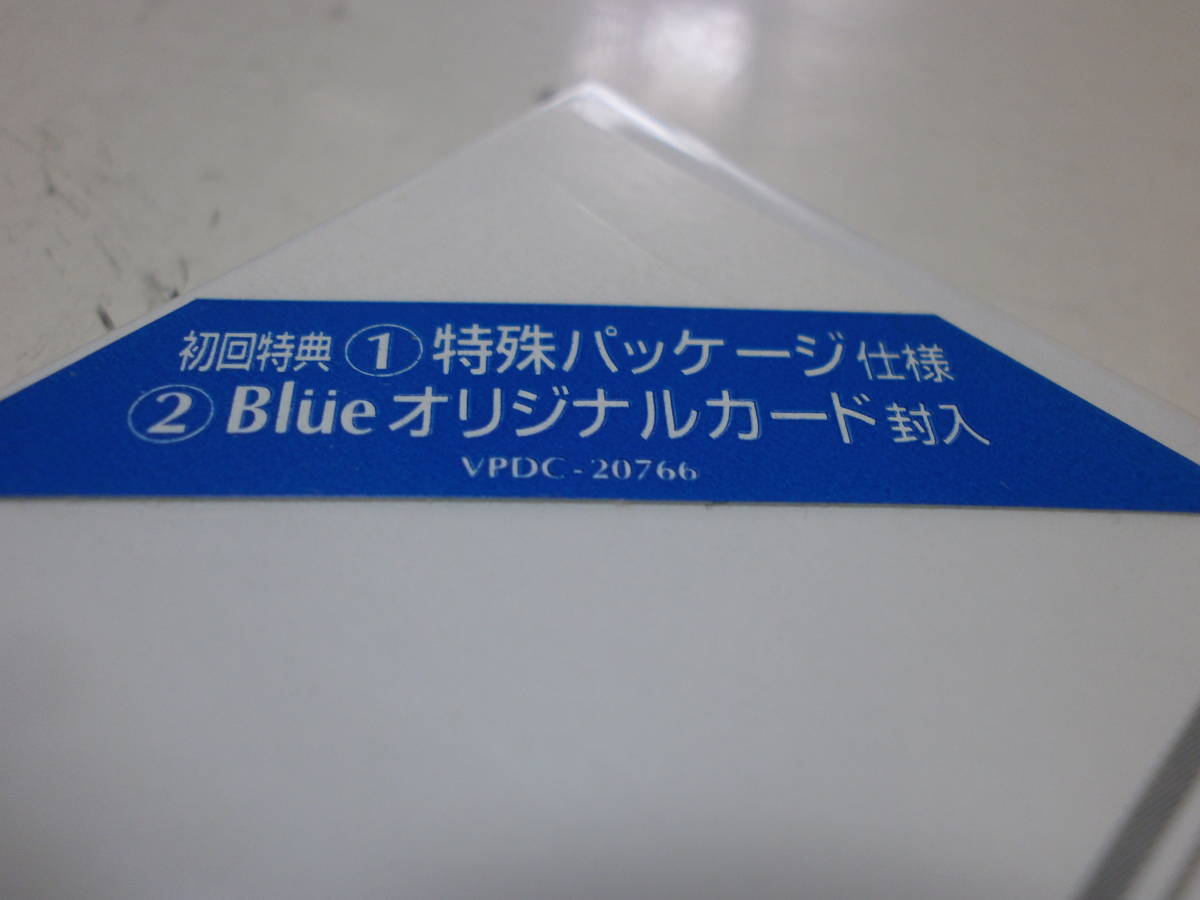 初回特典 ① 特殊パッケージ 仕様
② Blüe オリジナルカード 封入
VPDC-20766